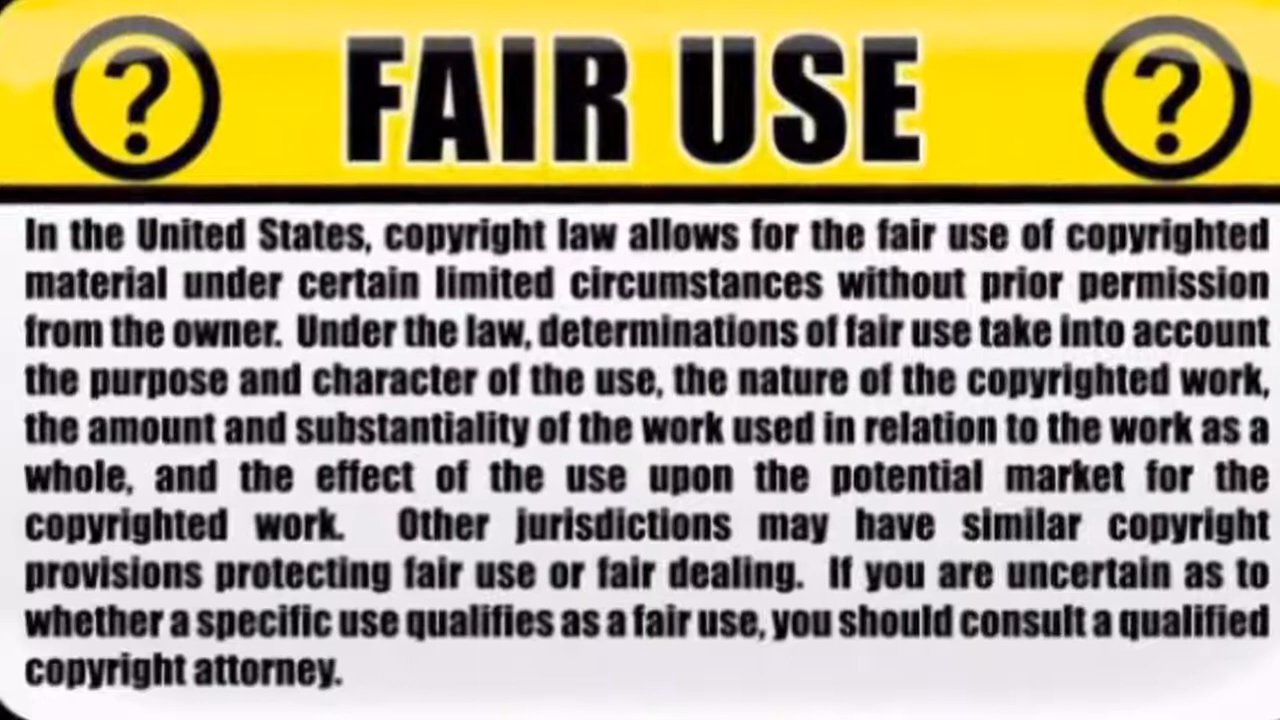 ? FAIR USE ?
In the United States, copyright law allows for the fair use of copyrighted
material under certain limited circumstances without prior permission
from the owner. Under the law, determinations of fair use take into account
the purpose and character of the use, the nature of the copyrighted work,
the amount and substantiality of the work used in relation to the work as a
whole, and the effect of the use upon the potential market for the
copyrighted work. Other jurisdictions may have similar copyright
provisions protecting fair use or fair dealing. If you are uncertain as to
whether a specific use qualifies as a fair use, you should consult a qualified
copyright attorney.